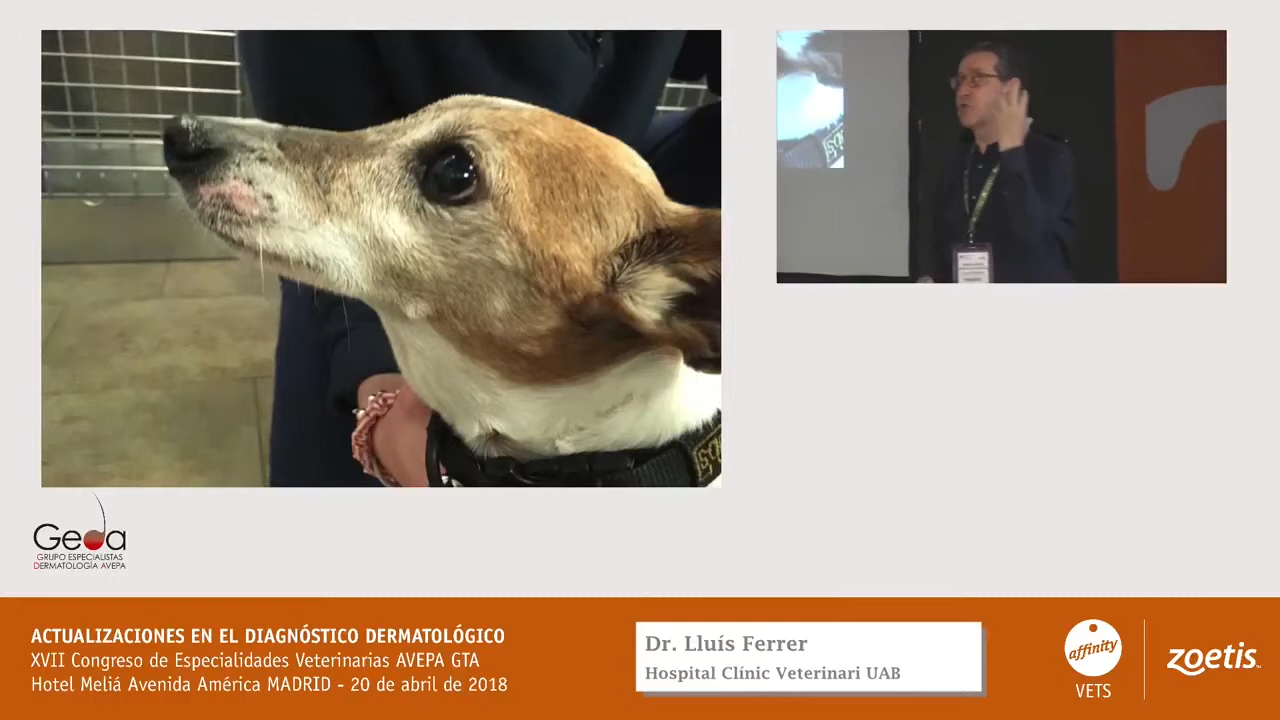 Geda
GRUPO ESPECIALISTAS
DERMATOLOGÍA AVEPA
ACTUALIZACIONES EN EL DIAGNÓSTICO DERMATOLÓGICO
XVII Congreso de Especialidades Veterinarias AVEPA GTA
Hotel Meliá Avenida América MADRID - 20 de abril de 2018
Dr. Lluís Ferrer
Hospital Clínic Veterinari UAB
affinity
VETS
zoetis